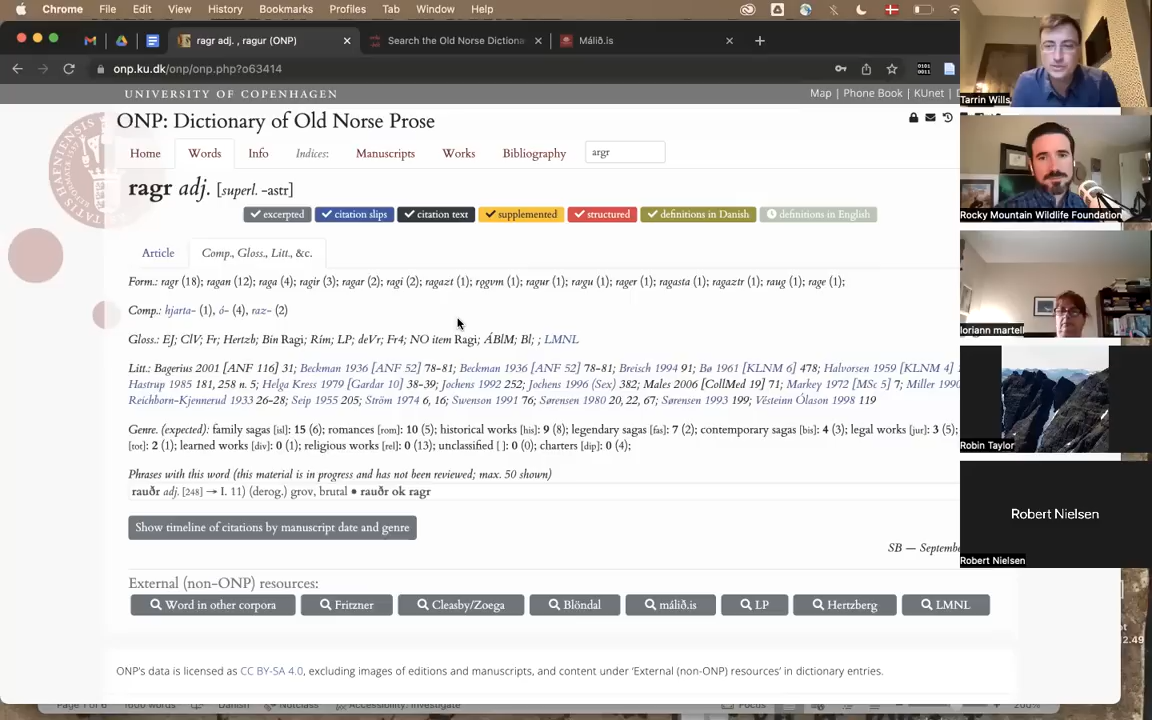 Chrome File Edit View History Bookmarks Profiles Tab Window Help
ragr adj. , ragur (ONP)
Search the Old Norse Dictiona
Málið.is
onp.ku.dk/onp/onp.php?o63414
UNIVERSITY OF COPENHAGEN
Map | Phone Book | KUnet |
ONP: Dictionary of Old Norse Prose
Home Words Info Indices: Manuscripts Works Bibliography argr
ragr adj. [superl. -astr]
excerpted citation slips citation text supplemented structured definitions in Danish definitions in English
Article Comp., Gloss., Litt., &c.
Form.: ragr (18); ragan (12); raga (4); ragir (3); ragar (2); ragi (2); ragazt (1); rǫgvm (1); ragur (1); ragu (1); rager (1); ragasta (1); ragaztr (1); raug (1); rage (1);
Comp.: hjarta- (1), ó- (4), raz- (2)
Gloss.: EJ; ClV; Fr; Hertzb; Bin Ragi; Rím; LP; deVr; Fr4; NO item Ragi; ÁBlM; Bl; ; LMNL
Litt.: Bagerius 2001 [ANF 116] 31; Beckman 1936 [ANF 52] 78-81; Beckman 1936 [ANF 52] 78-81; Breisch 1994 91; Bø 1961 [KLNM 6] 478; Halvorsen 1959 [KLNM 4]
Hastrup 1985 181, 258 n. 5; Helga Kress 1979 [Gardar 10] 38-39; Jochens 1992 252; Jochens 1996 (Sex) 382; Males 2006 [CollMed 19] 71; Markey 1972 [MSc 5] 7; Miller 1990
Reichborn-Kjennerud 1933 26-28; Seip 1955 205; Ström 1974 6, 16; Swenson 1991 76; Sørensen 1980 20, 22, 67; Sørensen 1993 199; Vésteinn Ólason 1998 119
Genre. (expected): family sagas [isl]: 15 (6); romances [rom]: 10 (5); historical works [his]: 9 (8); legendary sagas [fas]: 7 (2); contemporary sagas [bis]: 4 (3); legal works [jur]: 3 (5);
[tot]: 2 (1); learned works [div]: 0 (1); religious works [rel]: 0 (13); unclassified [ ]: 0 (0); charters [dip]: 0 (4);
Phrases with this word (this material is in progress and has not been reviewed; max. 50 shown)
rauðr adj. [248] → I. 11) (derog.) grov, brutal • rauðr ok ragr
Show timeline of citations by manuscript date and genre
SB — Septembe
External (non-ONP) resources:
Word in other corpora Fritzner Cleasby/Zoega Blöndal málið.is LP Hertzberg LMNL
ONP's data is licensed as CC BY-SA 4.0, excluding images of editions and manuscripts, and content under 'External (non-ONP) resources' in dictionary entries.
Tarrin Wills
Rocky Mountain Wildlife Foundation
loriann martell
Robin Taylor
Robert Nielsen
Robert Nielsen
2.49